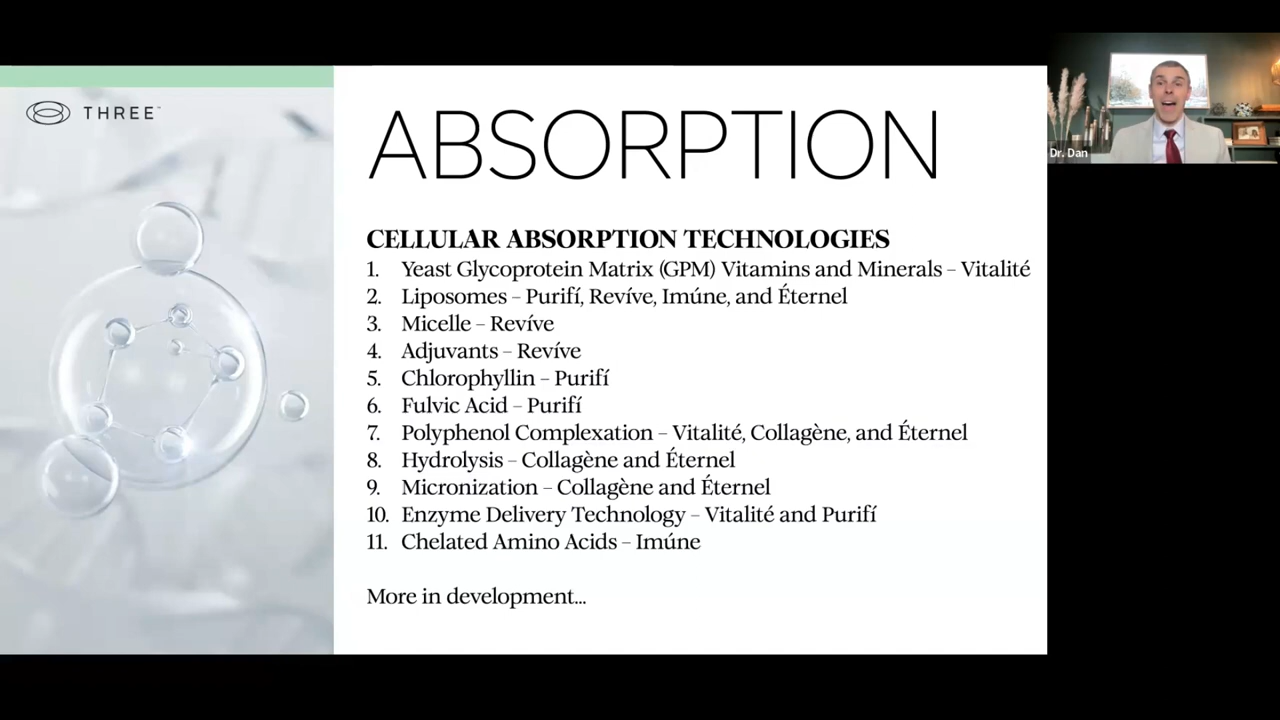 THREE™
ABSORPTION
CELLULAR ABSORPTION TECHNOLOGIES
1. Yeast Glycoprotein Matrix (GPM) Vitamins and Minerals – Vitalité
2. Liposomes – Purifí, Revíve, Imúne, and Éternel
3. Micelle – Revíve
4. Adjuvants – Revíve
5. Chlorophyllin – Purifí
6. Fulvic Acid – Purifí
7. Polyphenol Complexation – Vitalité, Collagène, and Éternel
8. Hydrolysis – Collagène and Éternel
9. Micronization – Collagène and Éternel
10. Enzyme Delivery Technology – Vitalité and Purifí
11. Chelated Amino Acids – Imúne
More in development...
Dr. Dan